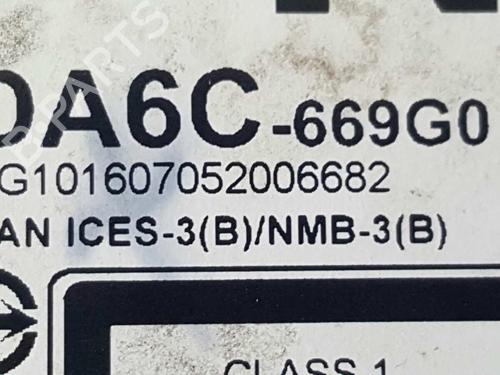 DA6C-669G0
G101607052006682
AN ICES-3(B)/NMB-3(B)
CLASS 1